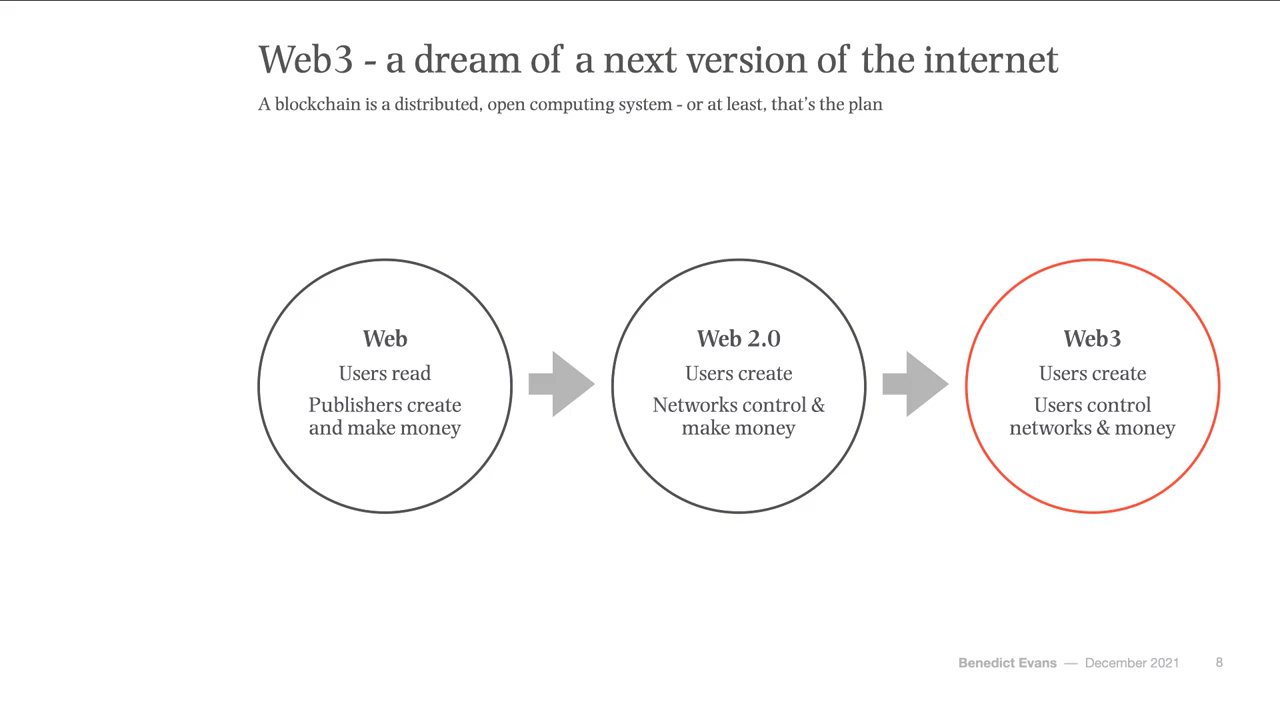 Web3 - a dream of a next version of the internet
A blockchain is a distributed, open computing system - or at least, that's the plan
Web
Users read
Publishers create
and make money
Web 2.0
Users create
Networks control &
make money
Web3
Users create
Users control
networks & money
Benedict Evans — December 2021 8